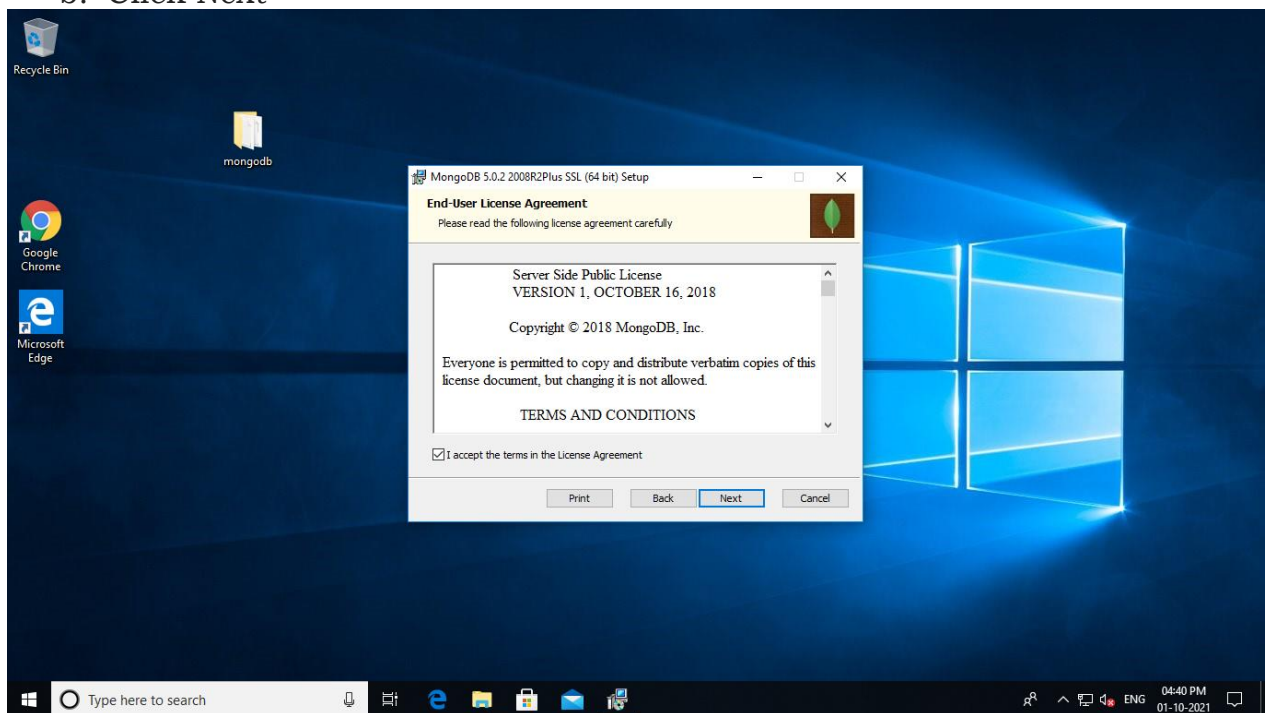 Click Next
Recycle Bin
mongodb
Google
Chrome
Microsoft
Edge
MongoDB 5.0.2 2008R2Plus SSL (64 bit) Setup
End-User License Agreement
Please read the following license agreement carefully
Server Side Public License
VERSION 1, OCTOBER 16, 2018
Copyright © 2018 MongoDB, Inc.
Everyone is permitted to copy and distribute verbatim copies of this
license document, but changing it is not allowed.
TERMS AND CONDITIONS
I accept the terms in the License Agreement
Print Back Next Cancel
Type here to search
ENG
04:40 PM
01-10-2021